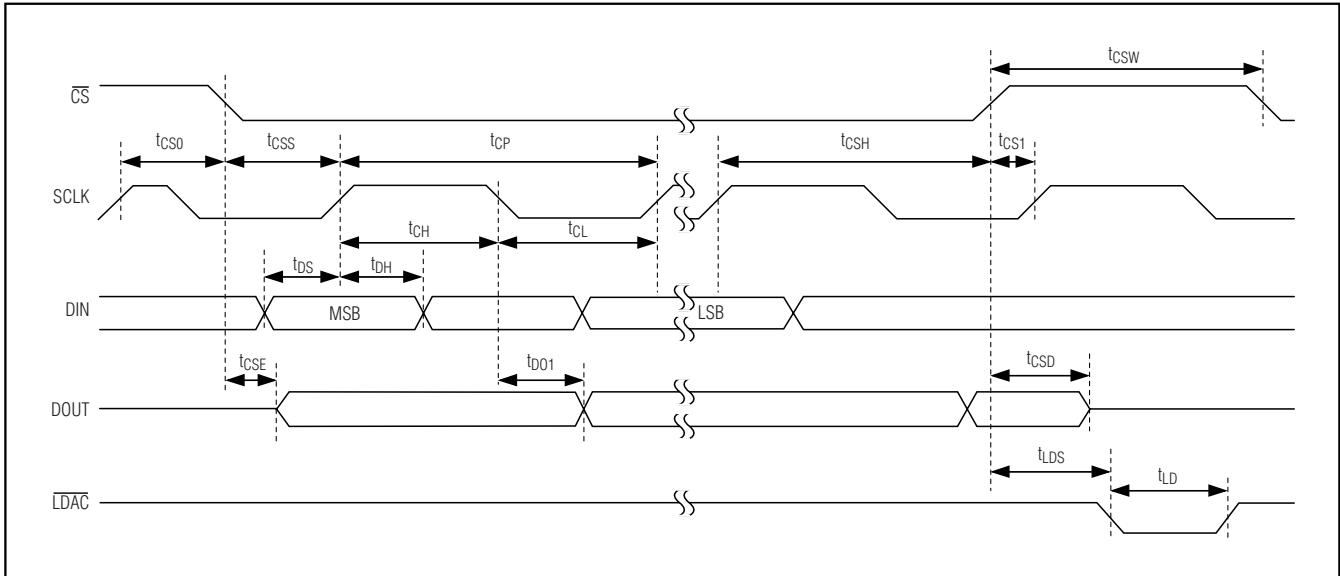 tCSW
CS
tCS0 tCSS tCP tCSH tCS1
SCLK
tCH tCL
tDS tDH
DIN MSB LSB
tCSE tD01 tCSD
DOUT
tLDS tLD
LDAC